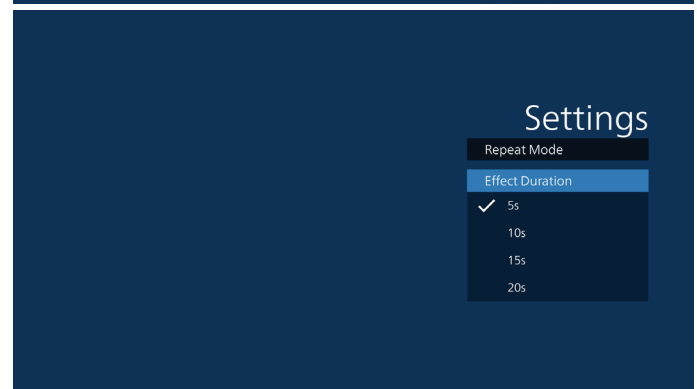 Settings
Repeat Mode
Effect Duration
5s
10s
15s
20s